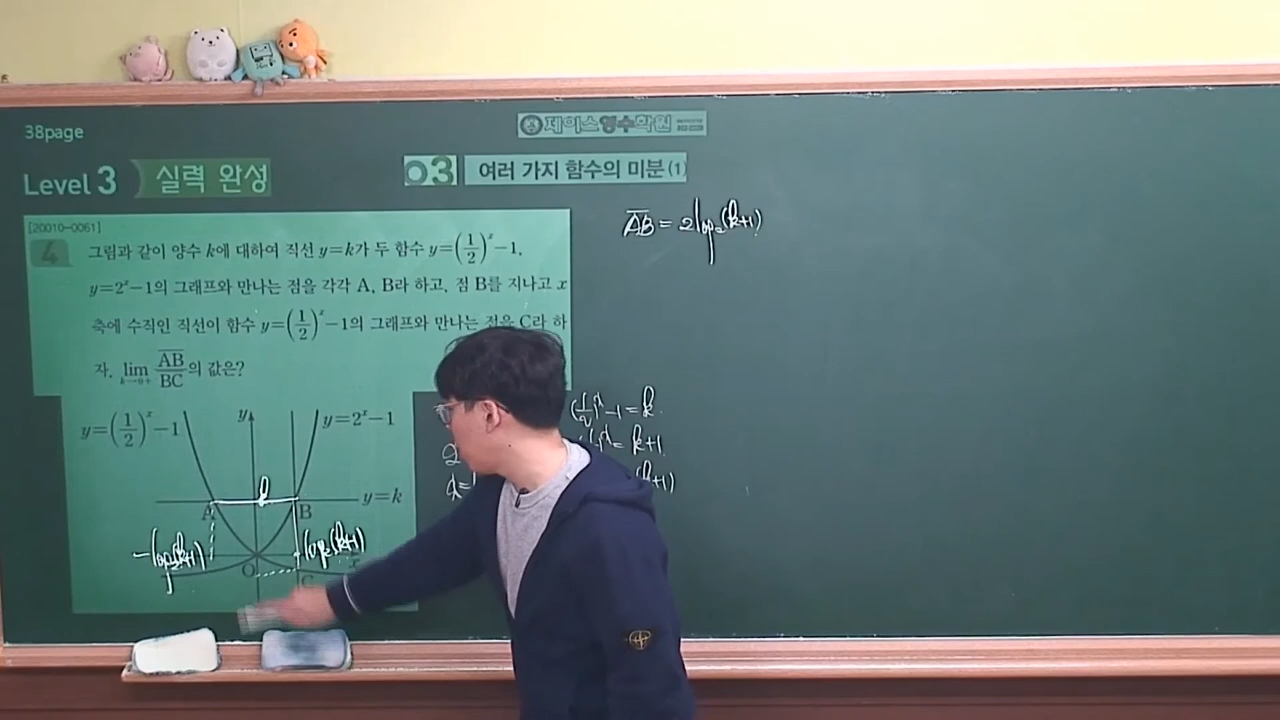 38page
제이스영수학원
Level 3 실력 완성
03 여러 가지 함수의 미분 (1)
[20010-0061]
4 그림과 같이 양수 k에 대하여 직선 y=k가 두 함수 y=(1/2)^x-1,
y=2^x-1의 그래프와 만나는 점을 각각 A, B라 하고, 점 B를 지나고 x
축에 수직인 직선이 함수 y=(1/2)^x-1의 그래프와 만나는 점을 C라 하
자. lim k→0+ AB/BC의 값은?
AB = 2log₂(k+1)
y=(1/2)^x-1
y
y=2^x-1
(1/2)^x-1=k
=k+1
l
y=k
A
B
-log₂(k+1)
log₂(k+1)
x
O
C